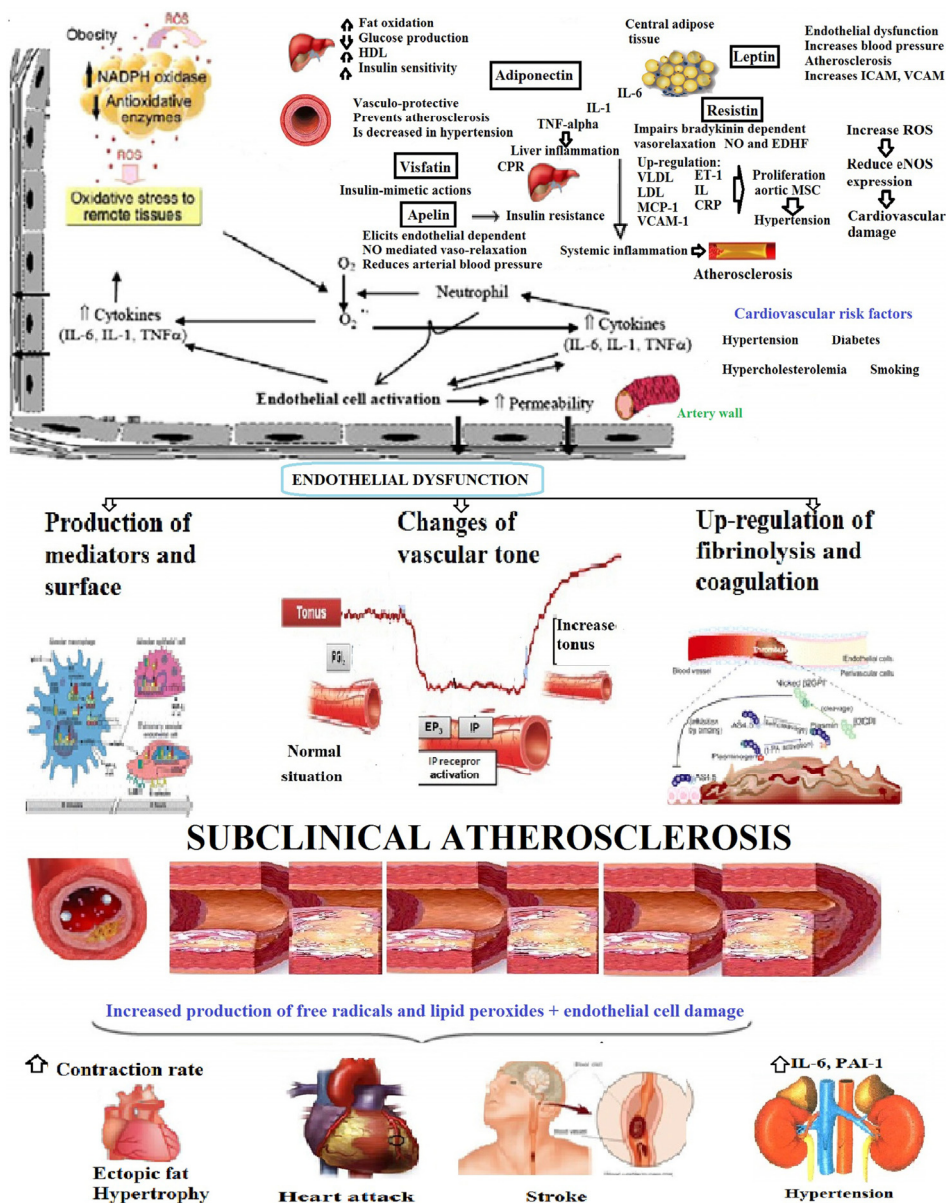 Obesity
ROS
NADPH oxidase
Antioxidative
enzymes
ROS
Oxidative stress to
remote tissues
Fat oxidation
Glucose production
HDL
Insulin sensitivity
Vasculo-protective
Prevents atherosclerosis
Is decreased in hypertension
Adiponectin
IL-1
TNF-alpha
Liver inflammation
CPR
Visfatin
Insulin-mimetic actions
Apelin
Insulin resistance
Elicits endothelial dependent
NO mediated vaso-relaxation
Reduces arterial blood pressure
Central adipose
tissue
IL-6
Leptin
Endothelial dysfunction
Increases blood pressure
Atherosclerosis
Increases ICAM, VCAM
Resistin
Impairs bradykinin dependent
vasorelaxation NO and EDHF
Up-regulation:
VLDL
LDL
MCP-1
VCAM-1
ET-1
IL
CRP
Proliferation
aortic MSC
Hypertension
Increase ROS
Reduce eNOS
expression
Cardiovascular
damage
Systemic inflammation
Atherosclerosis
O2
O2
Neutrophil
⇑ Cytokines
(IL-6, IL-1, TNFα)
⇑ Cytokines
(IL-6, IL-1, TNFα)
Endothelial cell activation
⇑ Permeability
Artery wall
Cardiovascular risk factors
Hypertension Diabetes
Hypercholesterolemia Smoking
ENDOTHELIAL DYSFUNCTION
Production of
mediators and
surface
Changes of
vascular tone
Tonus
PGI2
Increase
tonus
Normal
situation
EP3
IP
IP recepror
activation
Up-regulation of
fibrinolysis and
coagulation
Blood vessel
Endothelial cells
Perivascular cells
(cleavage)
Plasmin
Plasminogen
SUBCLINICAL ATHEROSCLEROSIS
Increased production of free radicals and lipid peroxides + endothelial cell damage
Contraction rate
Ectopic fat
Hypertrophy
Heart attack
Blood vessel
Stroke
IL-6, PAI-1
Hypertension